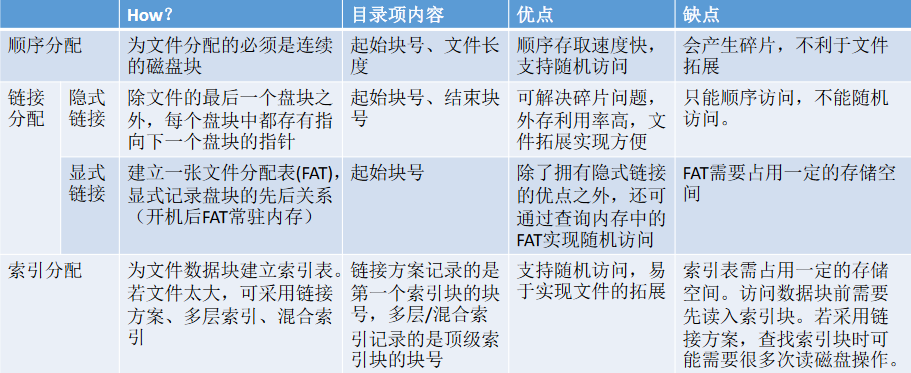 How?
目录项内容
优点
缺点
顺序分配
为文件分配的必须是连续
的磁盘块
起始块号、文件长
度
顺序存取速度快，
支持随机访问
会产生碎片，不利于文件
拓展
链接
分配
隐式
链接
除文件的最后一个盘块之
外，每个盘块中都存有指
向下一个盘块的指针
起始块号、结束块
号
可解决碎片问题，
外存利用率高，文
件拓展实现方便
只能顺序访问，不能随机
访问。
显式
链接
建立一张文件分配表(FAT)，
显式记录盘块的先后关系
（开机后FAT常驻内存）
起始块号
除了拥有隐式链接
的优点之外，还可
通过查询内存中的
FAT实现随机访问
FAT需要占用一定的存储空
间
索引分配
为文件数据块建立索引表。
若文件太大，可采用链接
方案、多层索引、混合索
引
链接方案记录的是
第一个索引块的块
号，多层/混合索
引记录的是顶级索
引块的块号
支持随机访问，易
于实现文件的拓展
索引表需占用一定的存储
空间。访问数据块前需要
先读入索引块。若采用链
接方案，查找索引块时可
能需要很多次读磁盘操作。